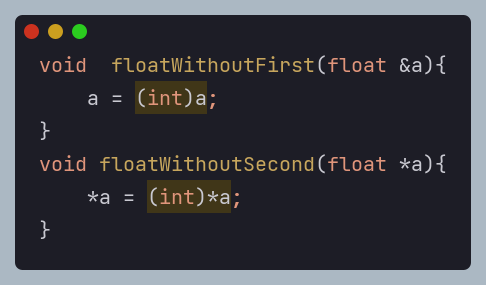 void  floatWithoutFirst(float &a){
    a = (int)a;
}
void floatWithoutSecond(float *a){
    *a = (int)*a;
}